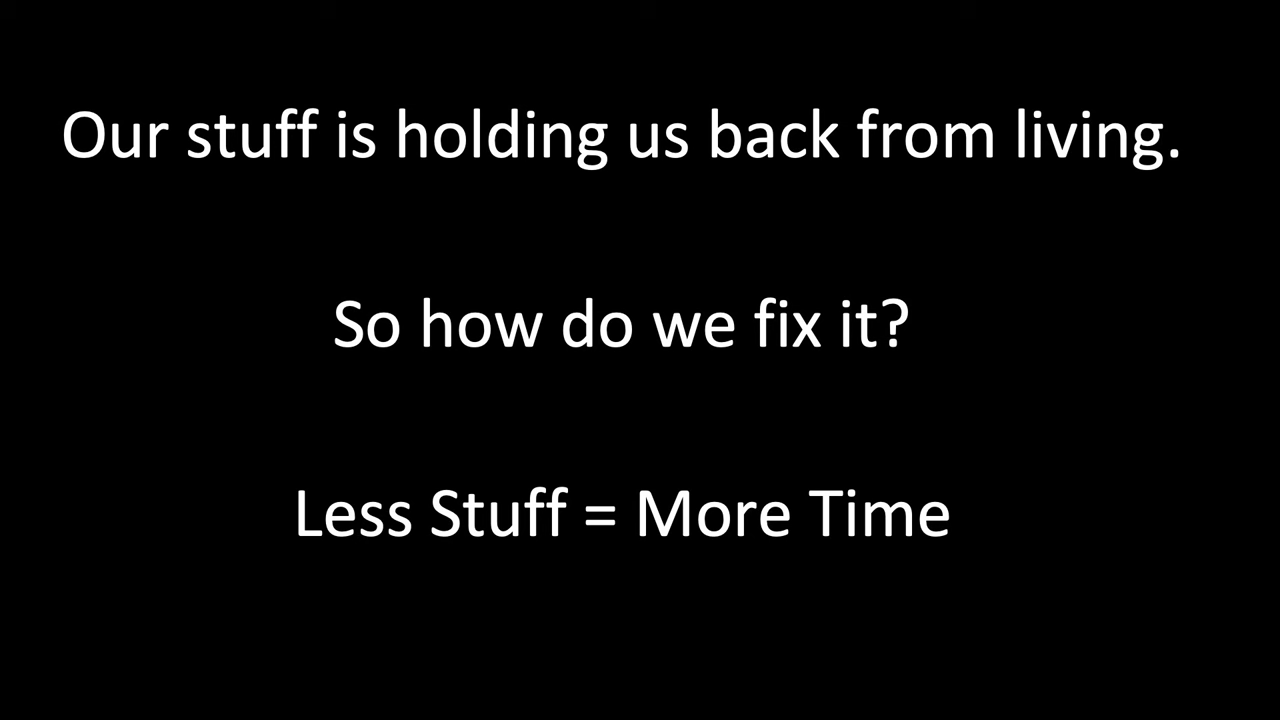 Our stuff is holding us back from living.
So how do we fix it?
Less Stuff = More Time